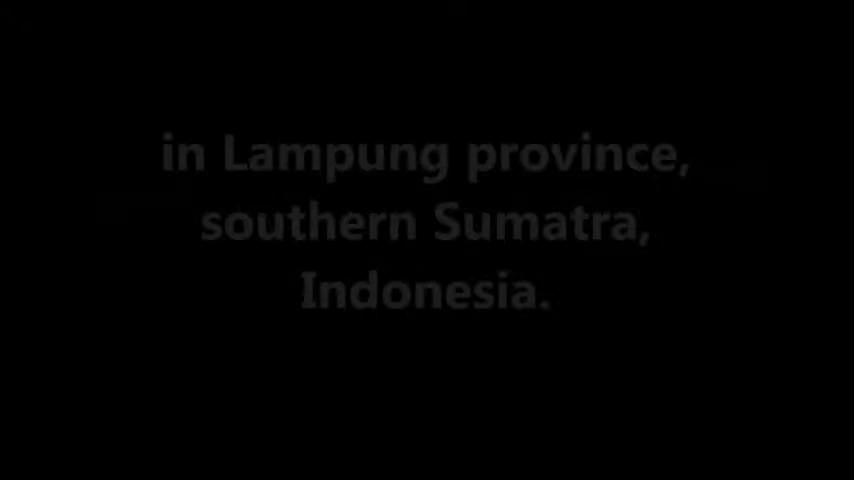 in Lampung province,
southern Sumatra,
Indonesia.